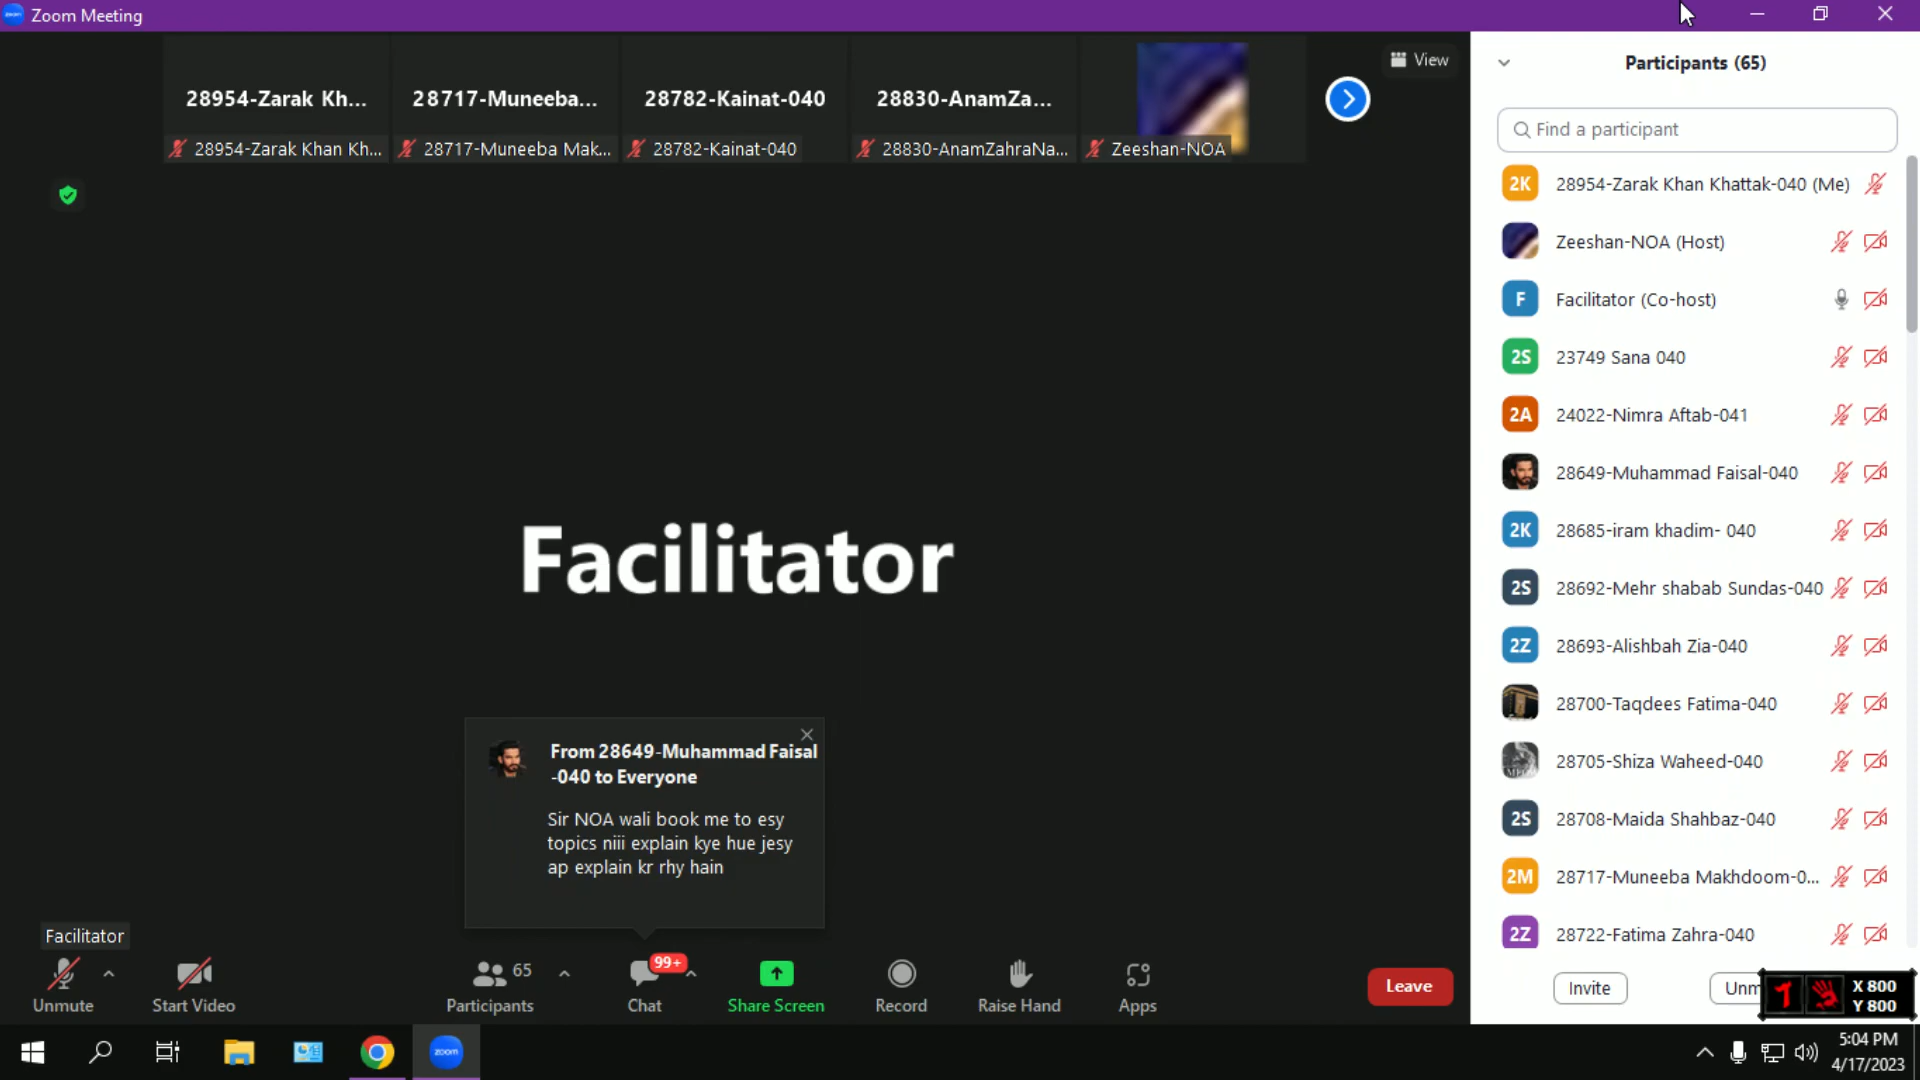 Zoom Meeting
28954-Zarak Kh...
28717-Muneeba...
28782-Kainat-040
28830-AnamZa...
28954-Zarak Khan Kh...
28717-Muneeba Mak...
28782-Kainat-040
28830-AnamZahraNa...
Zeeshan-NOA
View
Participants (65)
Find a participant
2K 28954-Zarak Khan Khattak-040 (Me)
Zeeshan-NOA (Host)
F Facilitator (Co-host)
2S 23749 Sana 040
2A 24022-Nimra Aftab-041
28649-Muhammad Faisal-040
2K 28685-iram khadim- 040
2S 28692-Mehr shabab Sundas-040
2Z 28693-Alishbah Zia-040
28700-Taqdees Fatima-040
28705-Shiza Waheed-040
2S 28708-Maida Shahbaz-040
2M 28717-Muneeba Makhdoom-0...
2Z 28722-Fatima Zahra-040
Facilitator
From 28649-Muhammad Faisal
-040 to Everyone
Sir NOA wali book me to esy
topics niii explain kye hue jesy
ap explain kr rhy hain
Facilitator
Unmute
Start Video
65
Participants
99+
Chat
Share Screen
Record
Raise Hand
Apps
Leave
Invite
Unm
X 800
Y 800
zoom
5:04 PM
4/17/2023